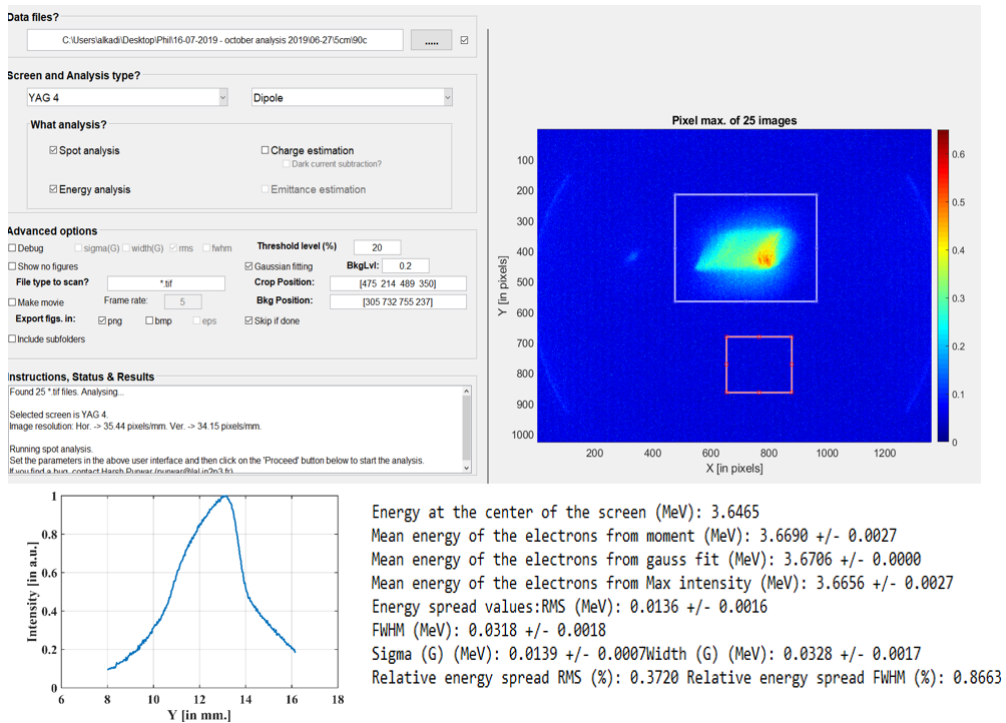 Data files?
C:\Users\alkadi\Desktop\Phil\16-07-2019 - october analysis 2019\06-27\5cm\90c
.....
Screen and Analysis type?
YAG 4
Dipole
What analysis?
Spot analysis
Charge estimation
Dark current subtraction?
Energy analysis
Emittance estimation
Advanced options
Debug sigma(G) width(G) rms fwhm Threshold level (%) 20
Show no figures Gaussian fitting BkgLvl: 0.2
File type to scan? *.tif Crop Position: [475 214 489 350]
Make movie Frame rate: 5 Bkg Position: [305 732 755 237]
Export figs. in: png bmp eps Skip if done
Include subfolders
Instructions, Status & Results
Found 25 *.tif files. Analysing...
Selected screen is YAG 4.
Image resolution: Hor. -> 35.44 pixels/mm. Ver. -> 34.15 pixels/mm.
Running spot analysis.
Set the parameters in the above user interface and then click on the 'Proceed' button below to start the analysis.
If you find a bug, contact Harsh Purwar (purwar@lal.in2p3.fr)
Pixel max. of 25 images
100
200
300
400
500
600
700
800
900
1000
Y [in pixels]
200 400 600 800 1000 1200
X [in pixels]
0.6
0.5
0.4
0.3
0.2
0.1
0
1
0.8
0.6
0.4
0.2
0
Intensity [in a.u.]
6 8 10 12 14 16 18
Y [in mm.]
Energy at the center of the screen (MeV): 3.6465
Mean energy of the electrons from moment (MeV): 3.6690 +/- 0.0027
Mean energy of the electrons from gauss fit (MeV): 3.6706 +/- 0.0000
Mean energy of the electrons from Max intensity (MeV): 3.6656 +/- 0.0027
Energy spread values:RMS (MeV): 0.0136 +/- 0.0016
FWHM (MeV): 0.0318 +/- 0.0018
Sigma (G) (MeV): 0.0139 +/- 0.0007Width (G) (MeV): 0.0328 +/- 0.0017
Relative energy spread RMS (%): 0.3720 Relative energy spread FWHM (%): 0.8663